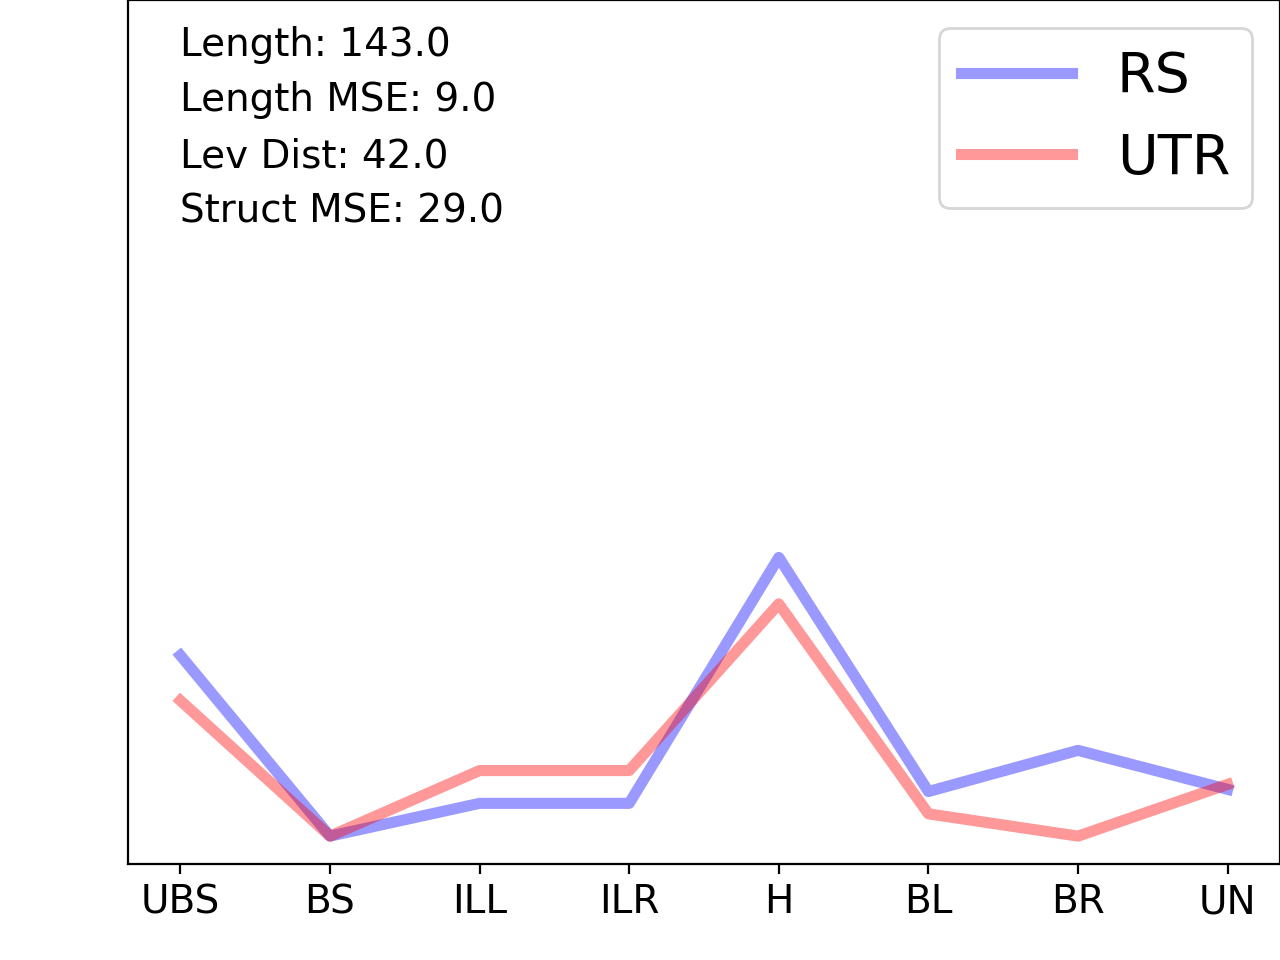 Length: 143.0
Length MSE: 9.0
Lev Dist: 42.0
Struct MSE: 29.0
RS
UTR
UBS BS ILL ILR H BL BR UN